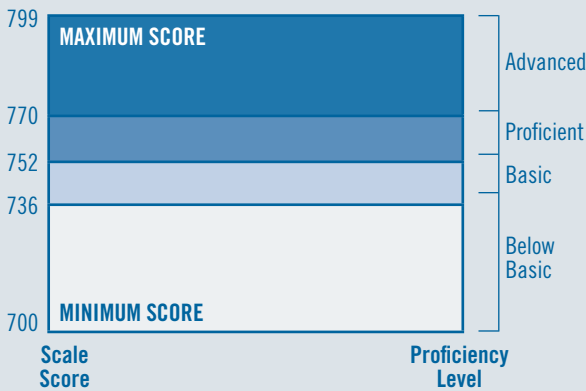 799
MAXIMUM SCORE
Advanced
770
Proficient
752
Basic
736
Below
Basic
700
MINIMUM SCORE
Scale
Score
Proficiency
Level